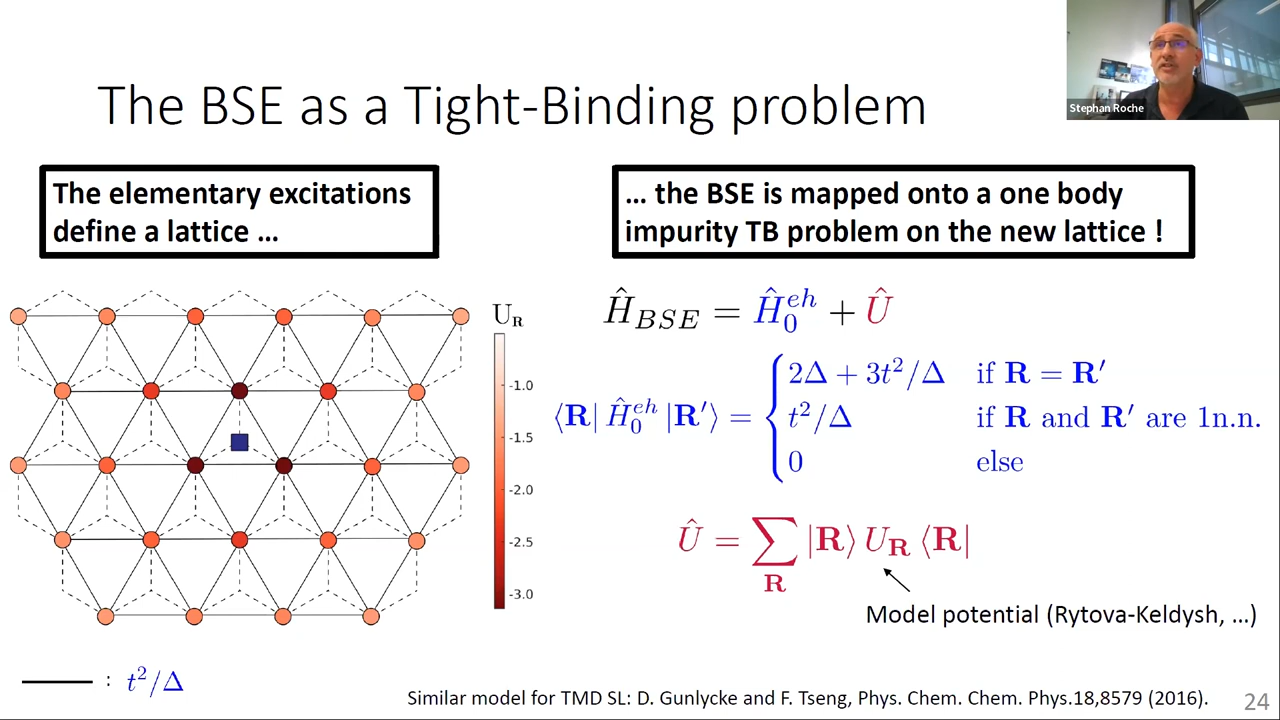 Stephan Roche
The BSE as a Tight-Binding problem
The elementary excitations
define a lattice ...
... the BSE is mapped onto a one body
impurity TB problem on the new lattice !
U_R
-1.0
-1.5
-2.0
-2.5
-3.0
Ĥ_{BSE} = Ĥ_0^{eh} + Û
⟨R| Ĥ_0^{eh} |R′⟩ = {
2Δ + 3t²/Δ if R = R′
t²/Δ if R and R′ are 1n.n.
0 else
Û = ∑_R |R⟩ U_R ⟨R|
Model potential (Rytova-Keldysh, ...)
: t²/Δ
Similar model for TMD SL: D. Gunlycke and F. Tseng, Phys. Chem. Chem. Phys.18,8579 (2016).
24